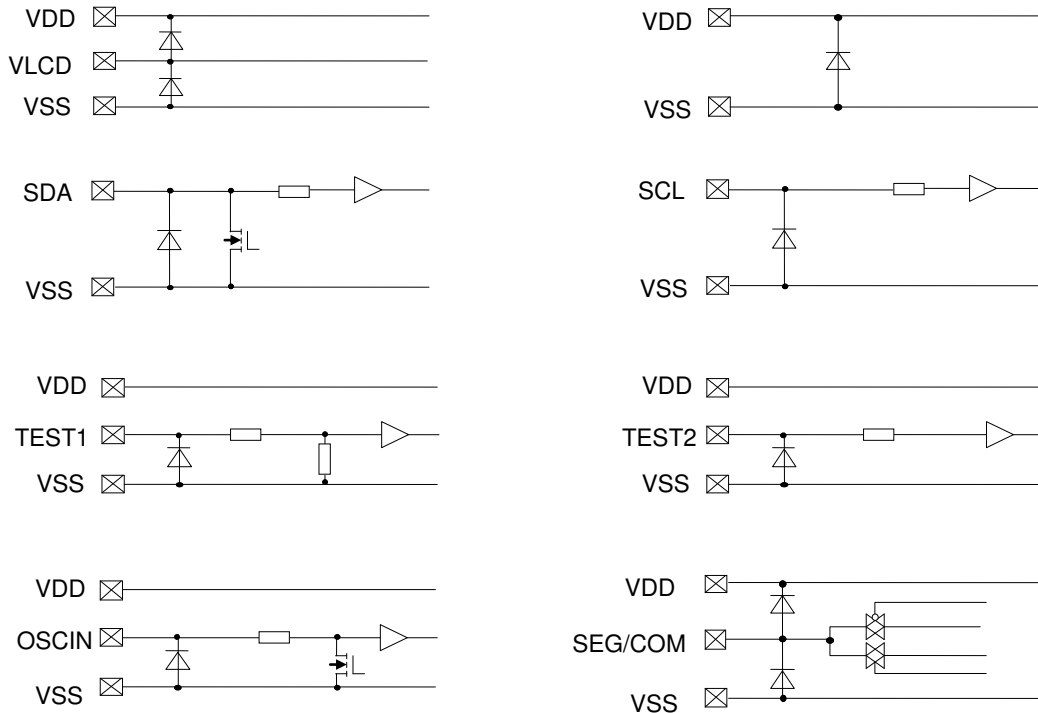 VDD
VLCD
VSS
VDD
VSS
SDA
VSS
SCL
VSS
VDD
TEST1
VSS
VDD
TEST2
VSS
VDD
OSCIN
VSS
VDD
SEG/COM
VSS